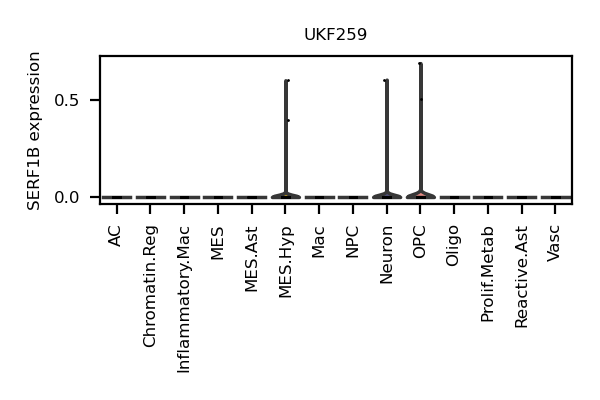 UKF259
SERF1B expression
0.5
0.0
AC
Chromatin.Reg
Inflammatory.Mac
MES
MES.Ast
MES.Hyp
Mac
NPC
Neuron
OPC
Oligo
Prolif.Metab
Reactive.Ast
Vasc